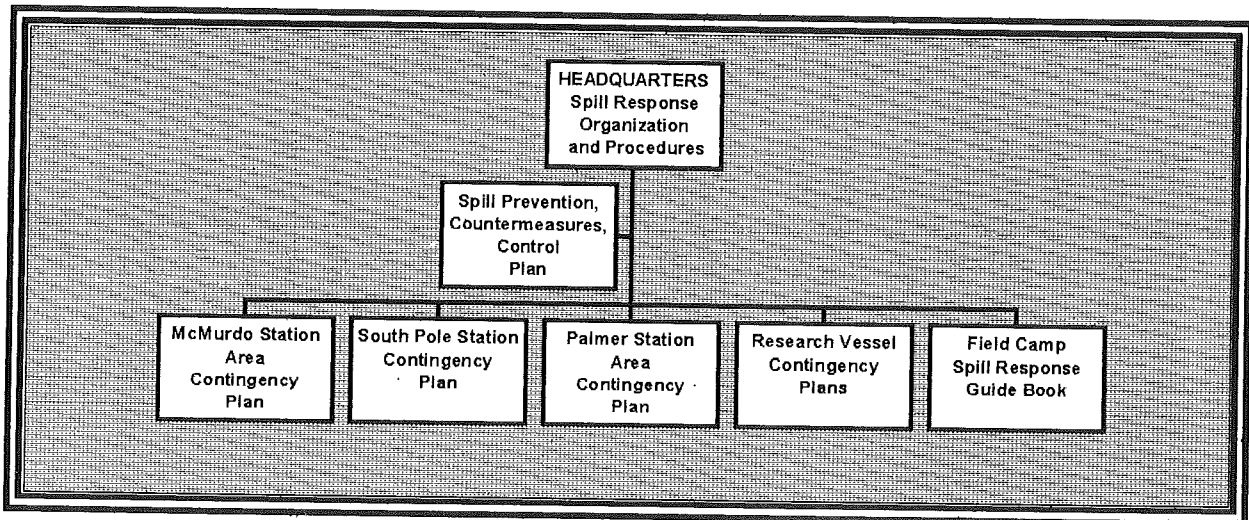 HEADQUARTERS
Spill Response
Organization
and Procedures
Spill Prevention,
Countermeasures,
Control
Plan
McMurdo Station
Area
Contingency
Plan
South Pole Station
Contingency
Plan
Palmer Station
Area
Contingency
Plan
Research Vessel
Contingency
Plans
Field Camp
Spill Response
Guide Book